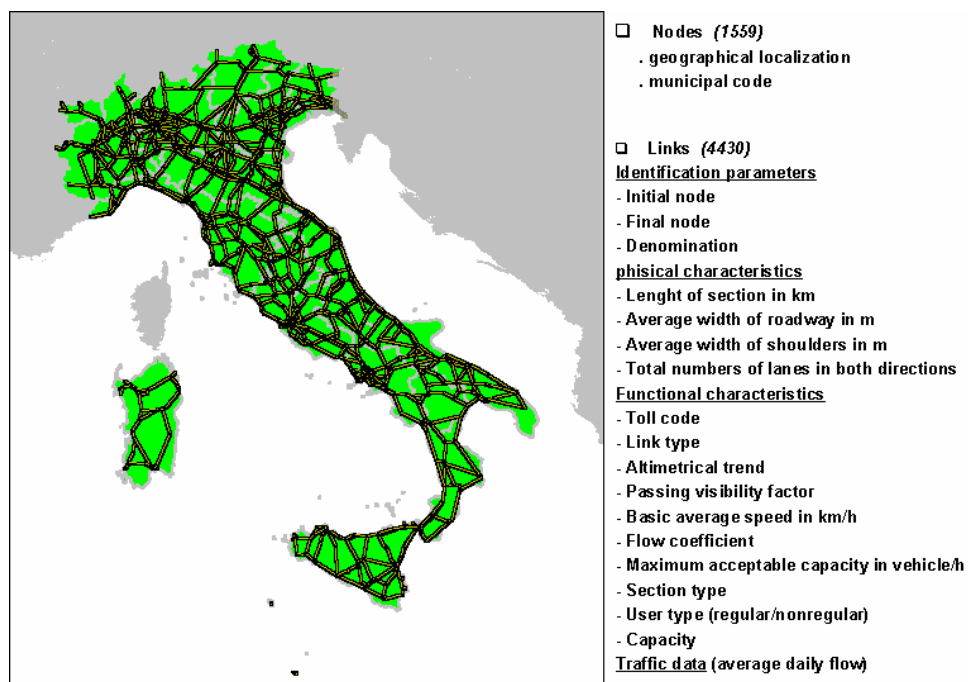 ❑ Nodes (1559)
. geographical localization
. municipal code
❑ Links (4430)
Identification parameters
- Initial node
- Final node
- Denomination
phisical characteristics
- Lenght of section in km
- Average width of roadway in m
- Average width of shoulders in m
- Total numbers of lanes in both directions
Functional characteristics
- Toll code
- Link type
- Altimetrical trend
- Passing visibility factor
- Basic average speed in km/h
- Flow coefficient
- Maximum acceptable capacity in vehicle/h
- Section type
- User type (regular/nonregular)
- Capacity
Traffic data (average daily flow)